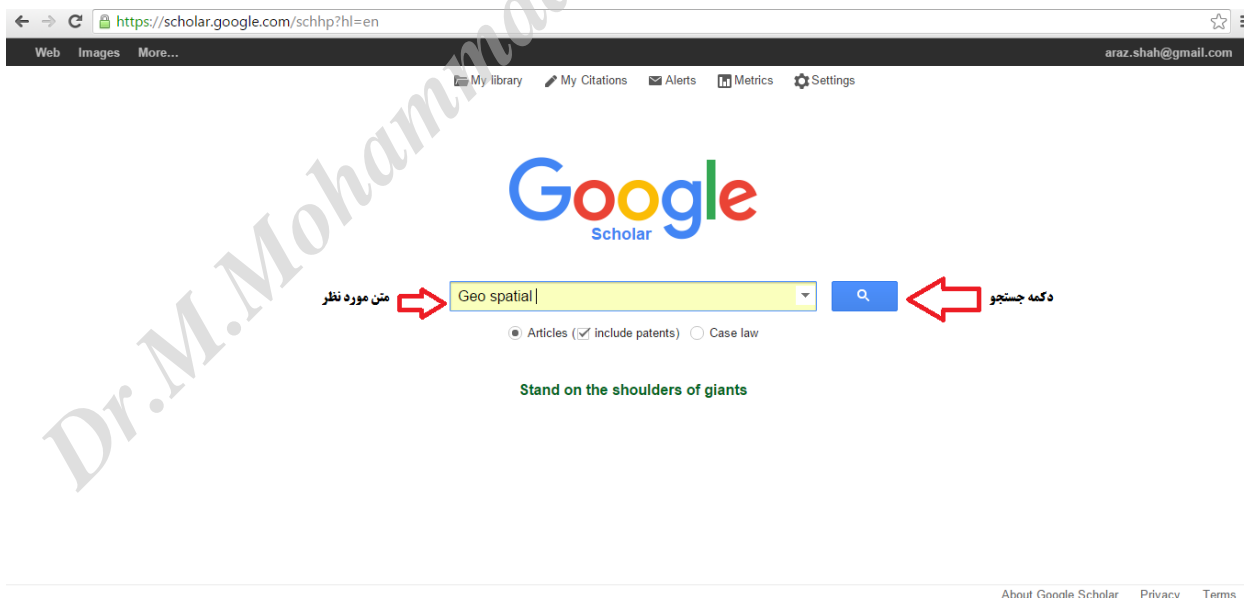 https://scholar.google.com/schhp?hl=en
Web Images More... araz.shah@gmail.com
My library My Citations Alerts Metrics Settings
Google
Scholar
متن مورد نظر Geo spatial دکمه جستجو
Articles (include patents) Case law
Stand on the shoulders of giants
Dr.M.Mohamma
About Google Scholar Privacy Terms